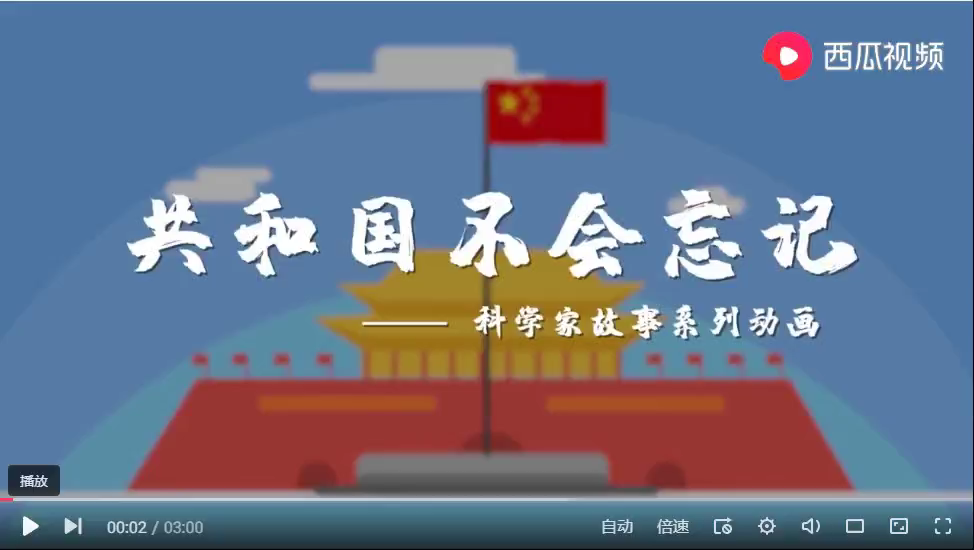 西瓜视频
共和国不会忘记
—— 科学家故事系列动画
播放
00:02 / 03:00
自动 倍速